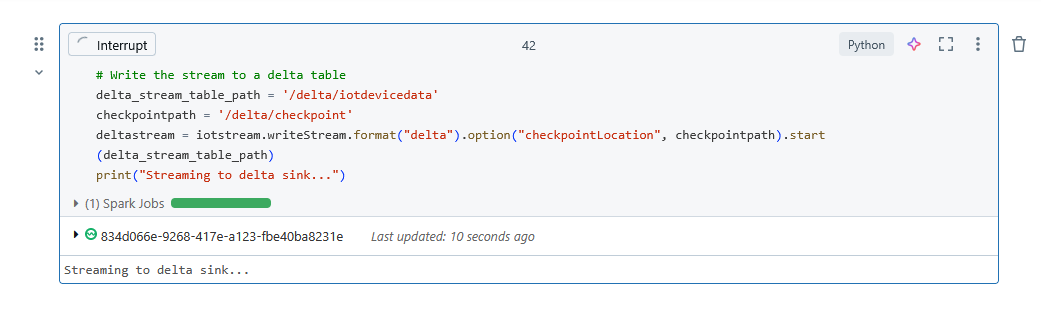 Interrupt
42
Python
# Write the stream to a delta table
delta_stream_table_path = '/delta/iotdevicedata'
checkpointpath = '/delta/checkpoint'
deltastream = iotstream.writeStream.format("delta").option("checkpointLocation", checkpointpath).start
(delta_stream_table_path)
print("Streaming to delta sink...")
(1) Spark Jobs
834d066e-9268-417e-a123-fbe40ba8231e Last updated: 10 seconds ago
Streaming to delta sink...